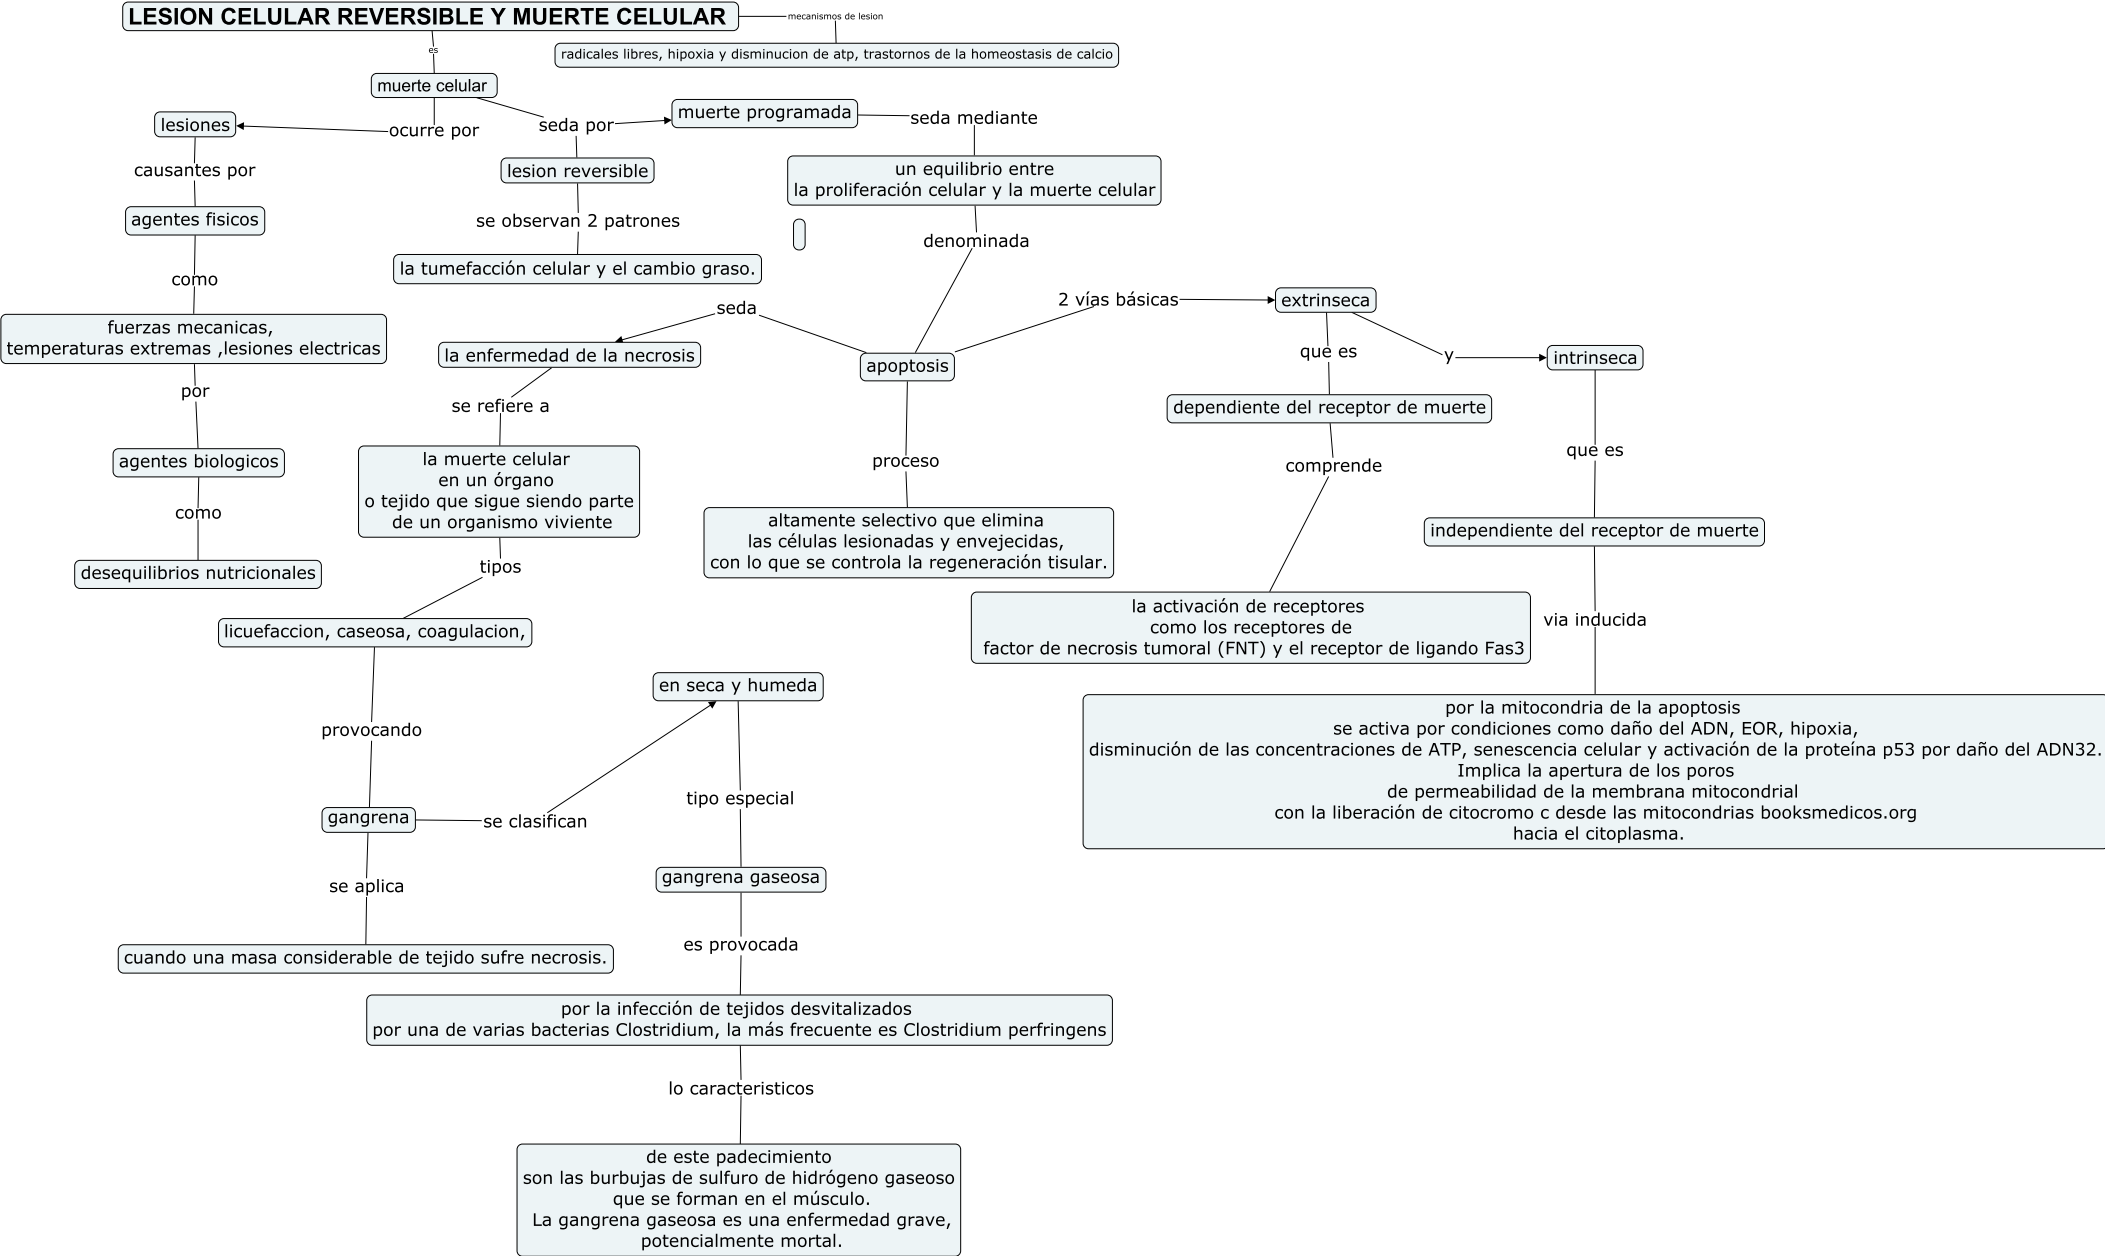 LESION CELULAR REVERSIBLE Y MUERTE CELULAR
mecanismos de lesion
es
radicales libres, hipoxia y disminucion de atp, trastornos de la homeostasis de calcio
muerte celular
lesiones
ocurre por
seda por
muerte programada
seda mediante
causantes por
lesion reversible
un equilibrio entre
la proliferación celular y la muerte celular
agentes fisicos
se observan 2 patrones
denominada
como
la tumefacción celular y el cambio graso.
fuerzas mecanicas,
temperaturas extremas ,lesiones electricas
seda
2 vías básicas
extrinseca
la enfermedad de la necrosis
apoptosis
que es
y
intrinseca
por
se refiere a
dependiente del receptor de muerte
agentes biologicos
la muerte celular
en un órgano
o tejido que sigue siendo parte
de un organismo viviente
proceso
comprende
que es
como
altamente selectivo que elimina
las células lesionadas y envejecidas,
con lo que se controla la regeneración tisular.
independiente del receptor de muerte
desequilibrios nutricionales
tipos
licuefaccion, caseosa, coagulacion,
la activación de receptores
como los receptores de
factor de necrosis tumoral (FNT) y el receptor de ligando Fas3
via inducida
en seca y humeda
provocando
por la mitocondria de la apoptosis
se activa por condiciones como daño del ADN, EOR, hipoxia,
disminución de las concentraciones de ATP, senescencia celular y activación de la proteína p53 por daño del ADN32.
Implica la apertura de los poros
de permeabilidad de la membrana mitocondrial
con la liberación de citocromo c desde las mitocondrias booksmedicos.org
hacia el citoplasma.
tipo especial
gangrena
se clasifican
se aplica
gangrena gaseosa
cuando una masa considerable de tejido sufre necrosis.
es provocada
por la infección de tejidos desvitalizados
por una de varias bacterias Clostridium, la más frecuente es Clostridium perfringens
lo caracteristicos
de este padecimiento
son las burbujas de sulfuro de hidrógeno gaseoso
que se forman en el músculo.
La gangrena gaseosa es una enfermedad grave,
potencialmente mortal.